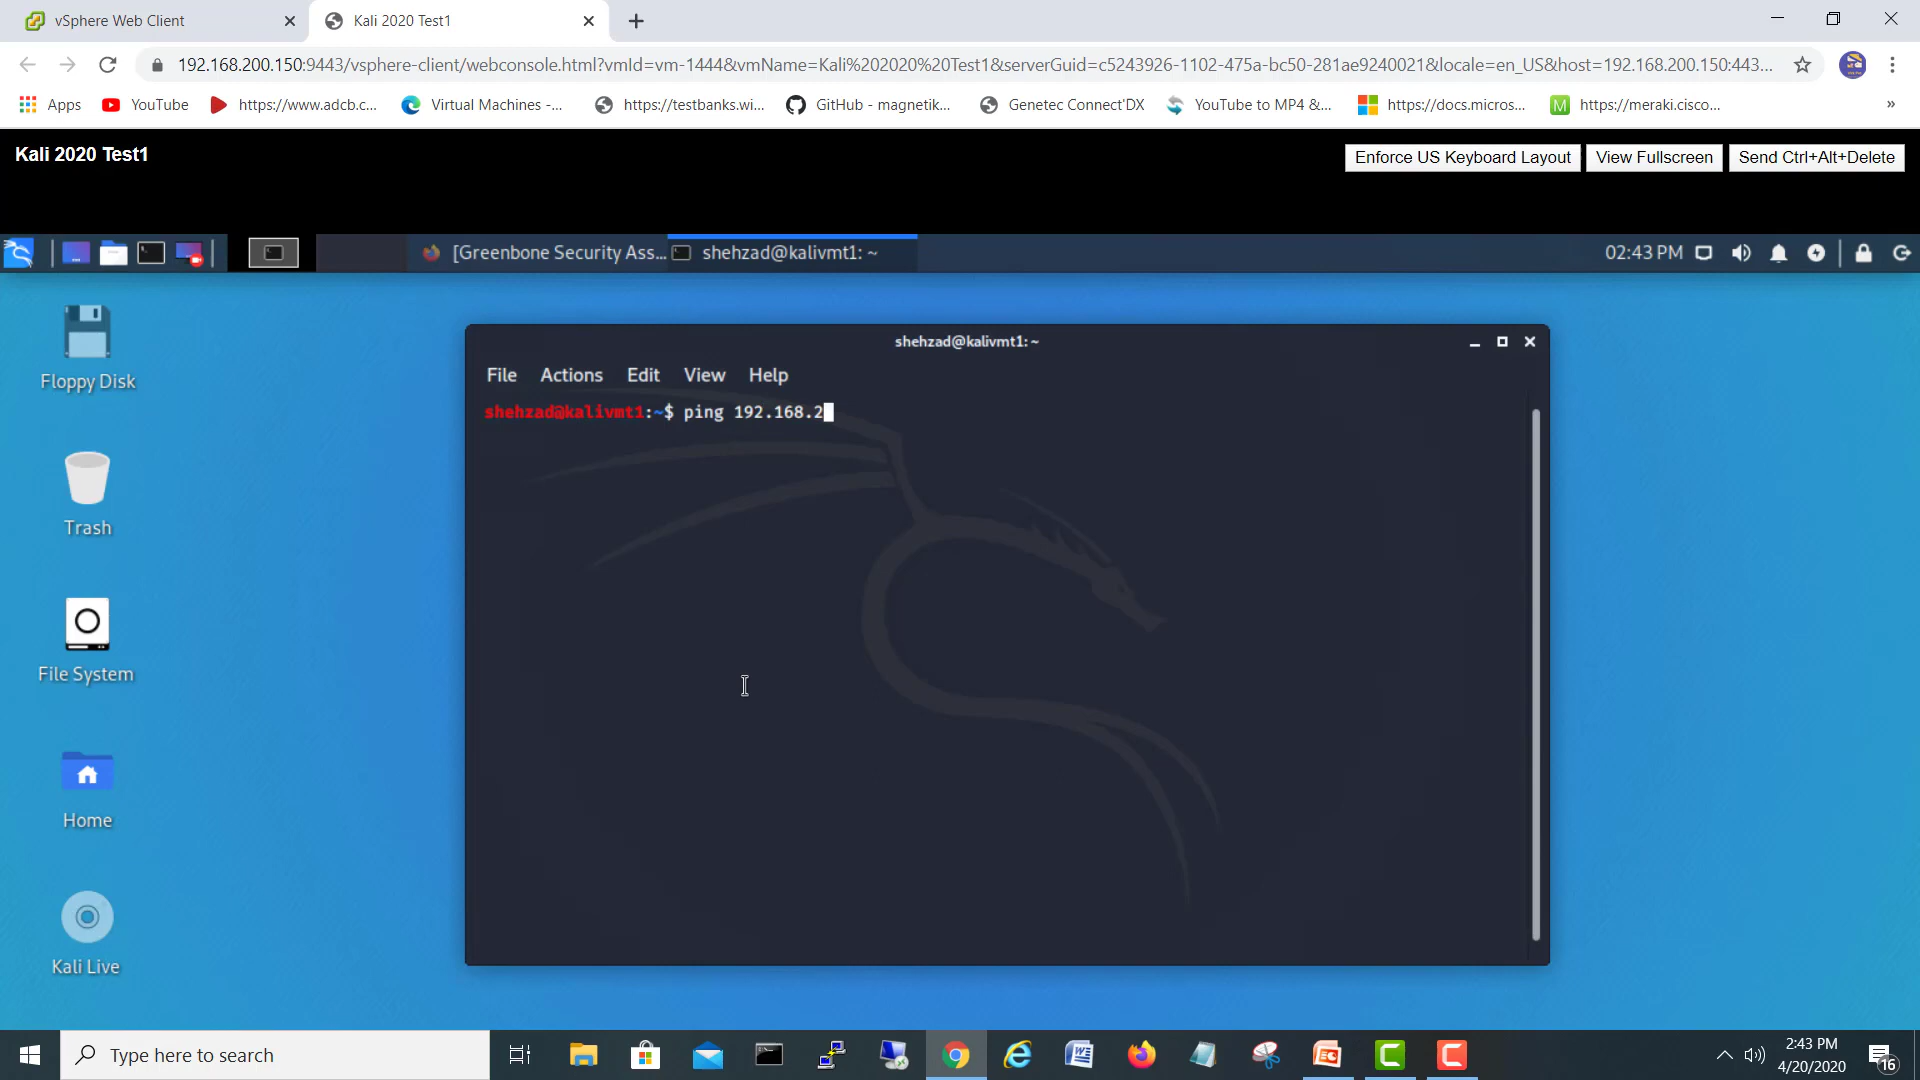 vSphere Web Client
Kali 2020 Test1
192.168.200.150:9443/vsphere-client/webconsole.html?vmId=vm-1444&vmName=Kali%202020%20Test1&serverGuid=c5243926-1102-475a-bc50-281ae9240021&locale=en_US&host=192.168.200.150:443...
Apps YouTube https://www.adcb.c... Virtual Machines -... https://testbanks.wi... GitHub - magnetik... Genetec Connect'DX YouTube to MP4 &... https://docs.micros... M https://meraki.cisco... »
Kali 2020 Test1
Enforce US Keyboard Layout View Fullscreen Send Ctrl+Alt+Delete
[Greenbone Security Ass... shehzad@kalivmt1: ~ 02:43 PM
Floppy Disk
Trash
File System
Home
Kali Live
shehzad@kalivmt1: ~
File Actions Edit View Help
shehzad@kalivmt1:~$ ping 192.168.2
Type here to search
2:43 PM
4/20/2020
16